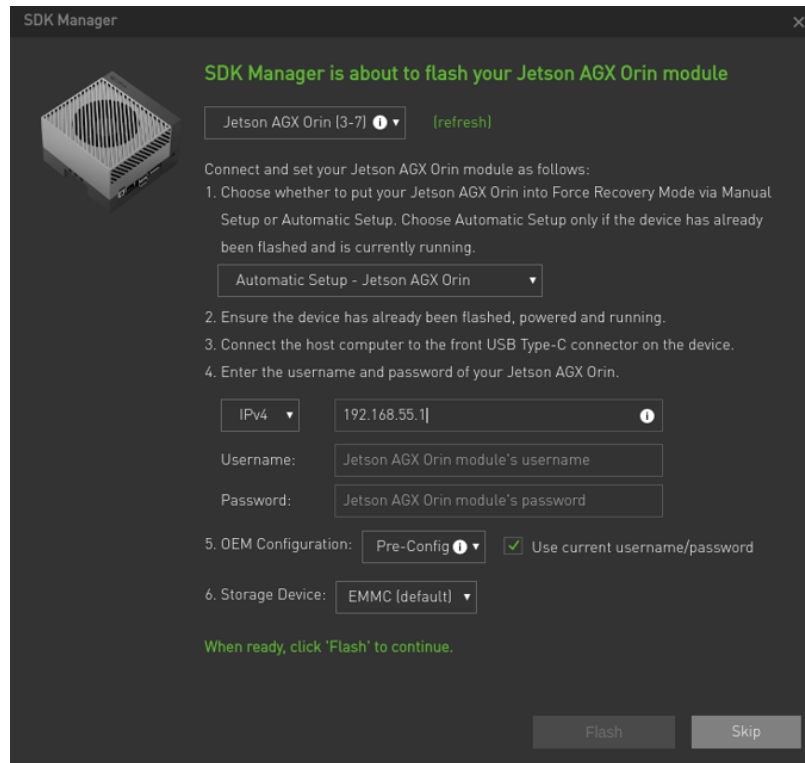 SDK Manager
SDK Manager is about to flash your Jetson AGX Orin module
Jetson AGX Orin (3-7)
(refresh)
Connect and set your Jetson AGX Orin module as follows:
1. Choose whether to put your Jetson AGX Orin into Force Recovery Mode via Manual
Setup or Automatic Setup. Choose Automatic Setup only if the device has already
been flashed and is currently running.
Automatic Setup - Jetson AGX Orin
2. Ensure the device has already been flashed, powered and running.
3. Connect the host computer to the front USB Type-C connector on the device.
4. Enter the username and password of your Jetson AGX Orin.
IPv4
192.168.55.1
Username:
Jetson AGX Orin module's username
Password:
Jetson AGX Orin module's password
5. OEM Configuration:
Pre-Config
Use current username/password
6. Storage Device:
EMMC (default)
When ready, click 'Flash' to continue.
Flash
Skip